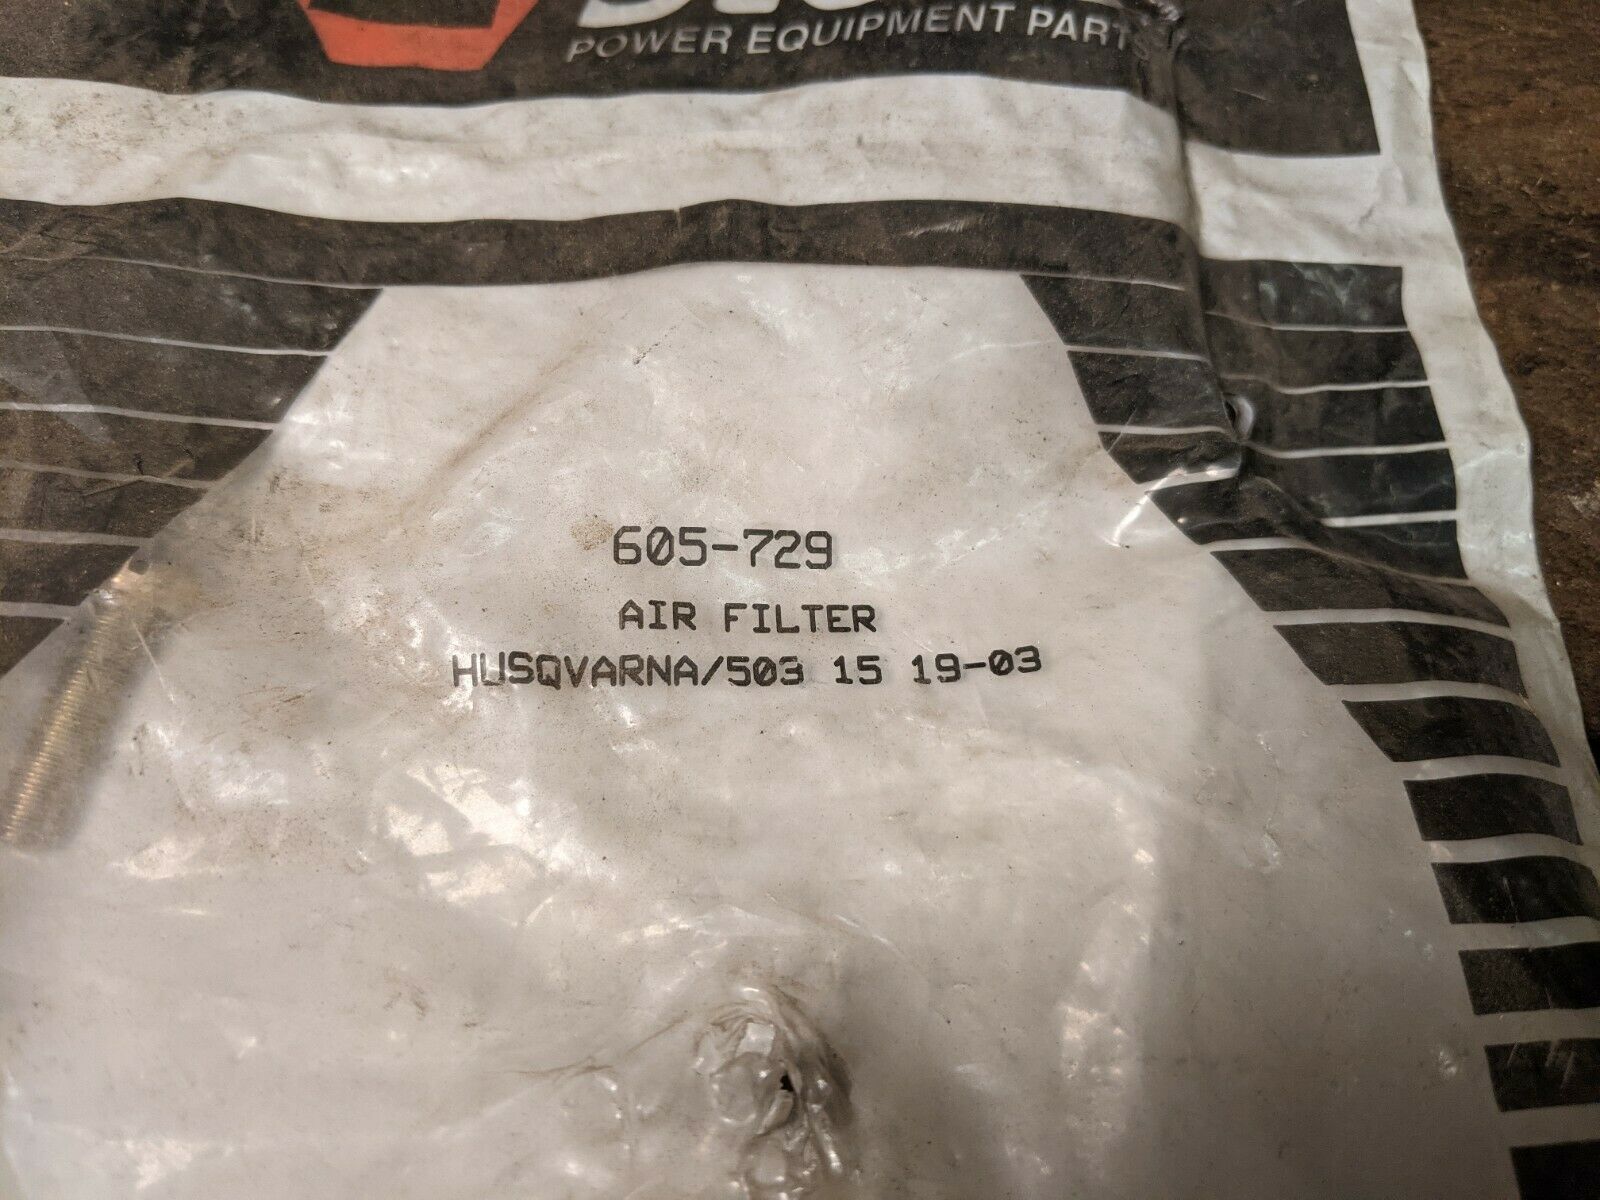 POWER EQUIPMENT PARTS
605-729
AIR FILTER
HUSQVARNA/503 15 19-03